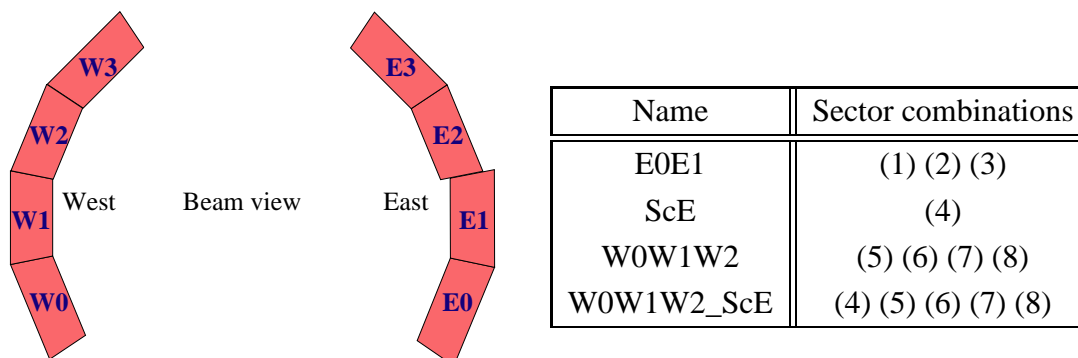 W3
E3
W2
E2
West
Beam view
East
W1
E1
W0
E0
Name Sector combinations
E0E1 (1) (2) (3)
ScE (4)
W0W1W2 (5) (6) (7) (8)
W0W1W2_ScE (4) (5) (6) (7) (8)